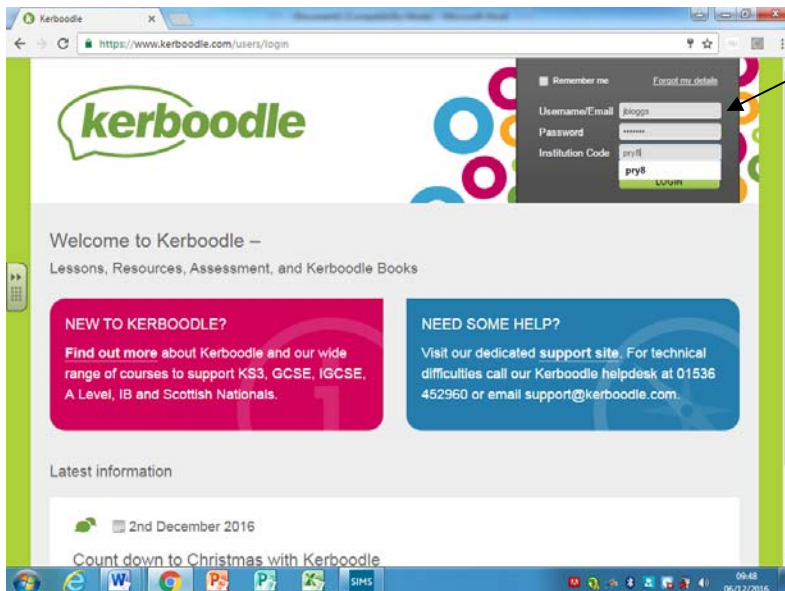 Kerboodle
https://www.kerboodle.com/users/login
kerboodle
Remember me Forgot my details
Username/Email jbloggs
Password •••••••
Institution Code pry8
pry8
LOGIN
Welcome to Kerboodle –
Lessons, Resources, Assessment, and Kerboodle Books
NEW TO KERBOODLE?
Find out more about Kerboodle and our wide
range of courses to support KS3, GCSE, IGCSE,
A Level, IB and Scottish Nationals.
NEED SOME HELP?
Visit our dedicated support site. For technical
difficulties call our Kerboodle helpdesk at 01536
452960 or email support@kerboodle.com.
Latest information
2nd December 2016
Count down to Christmas with Kerboodle
SIMS
09:48
06/12/2016